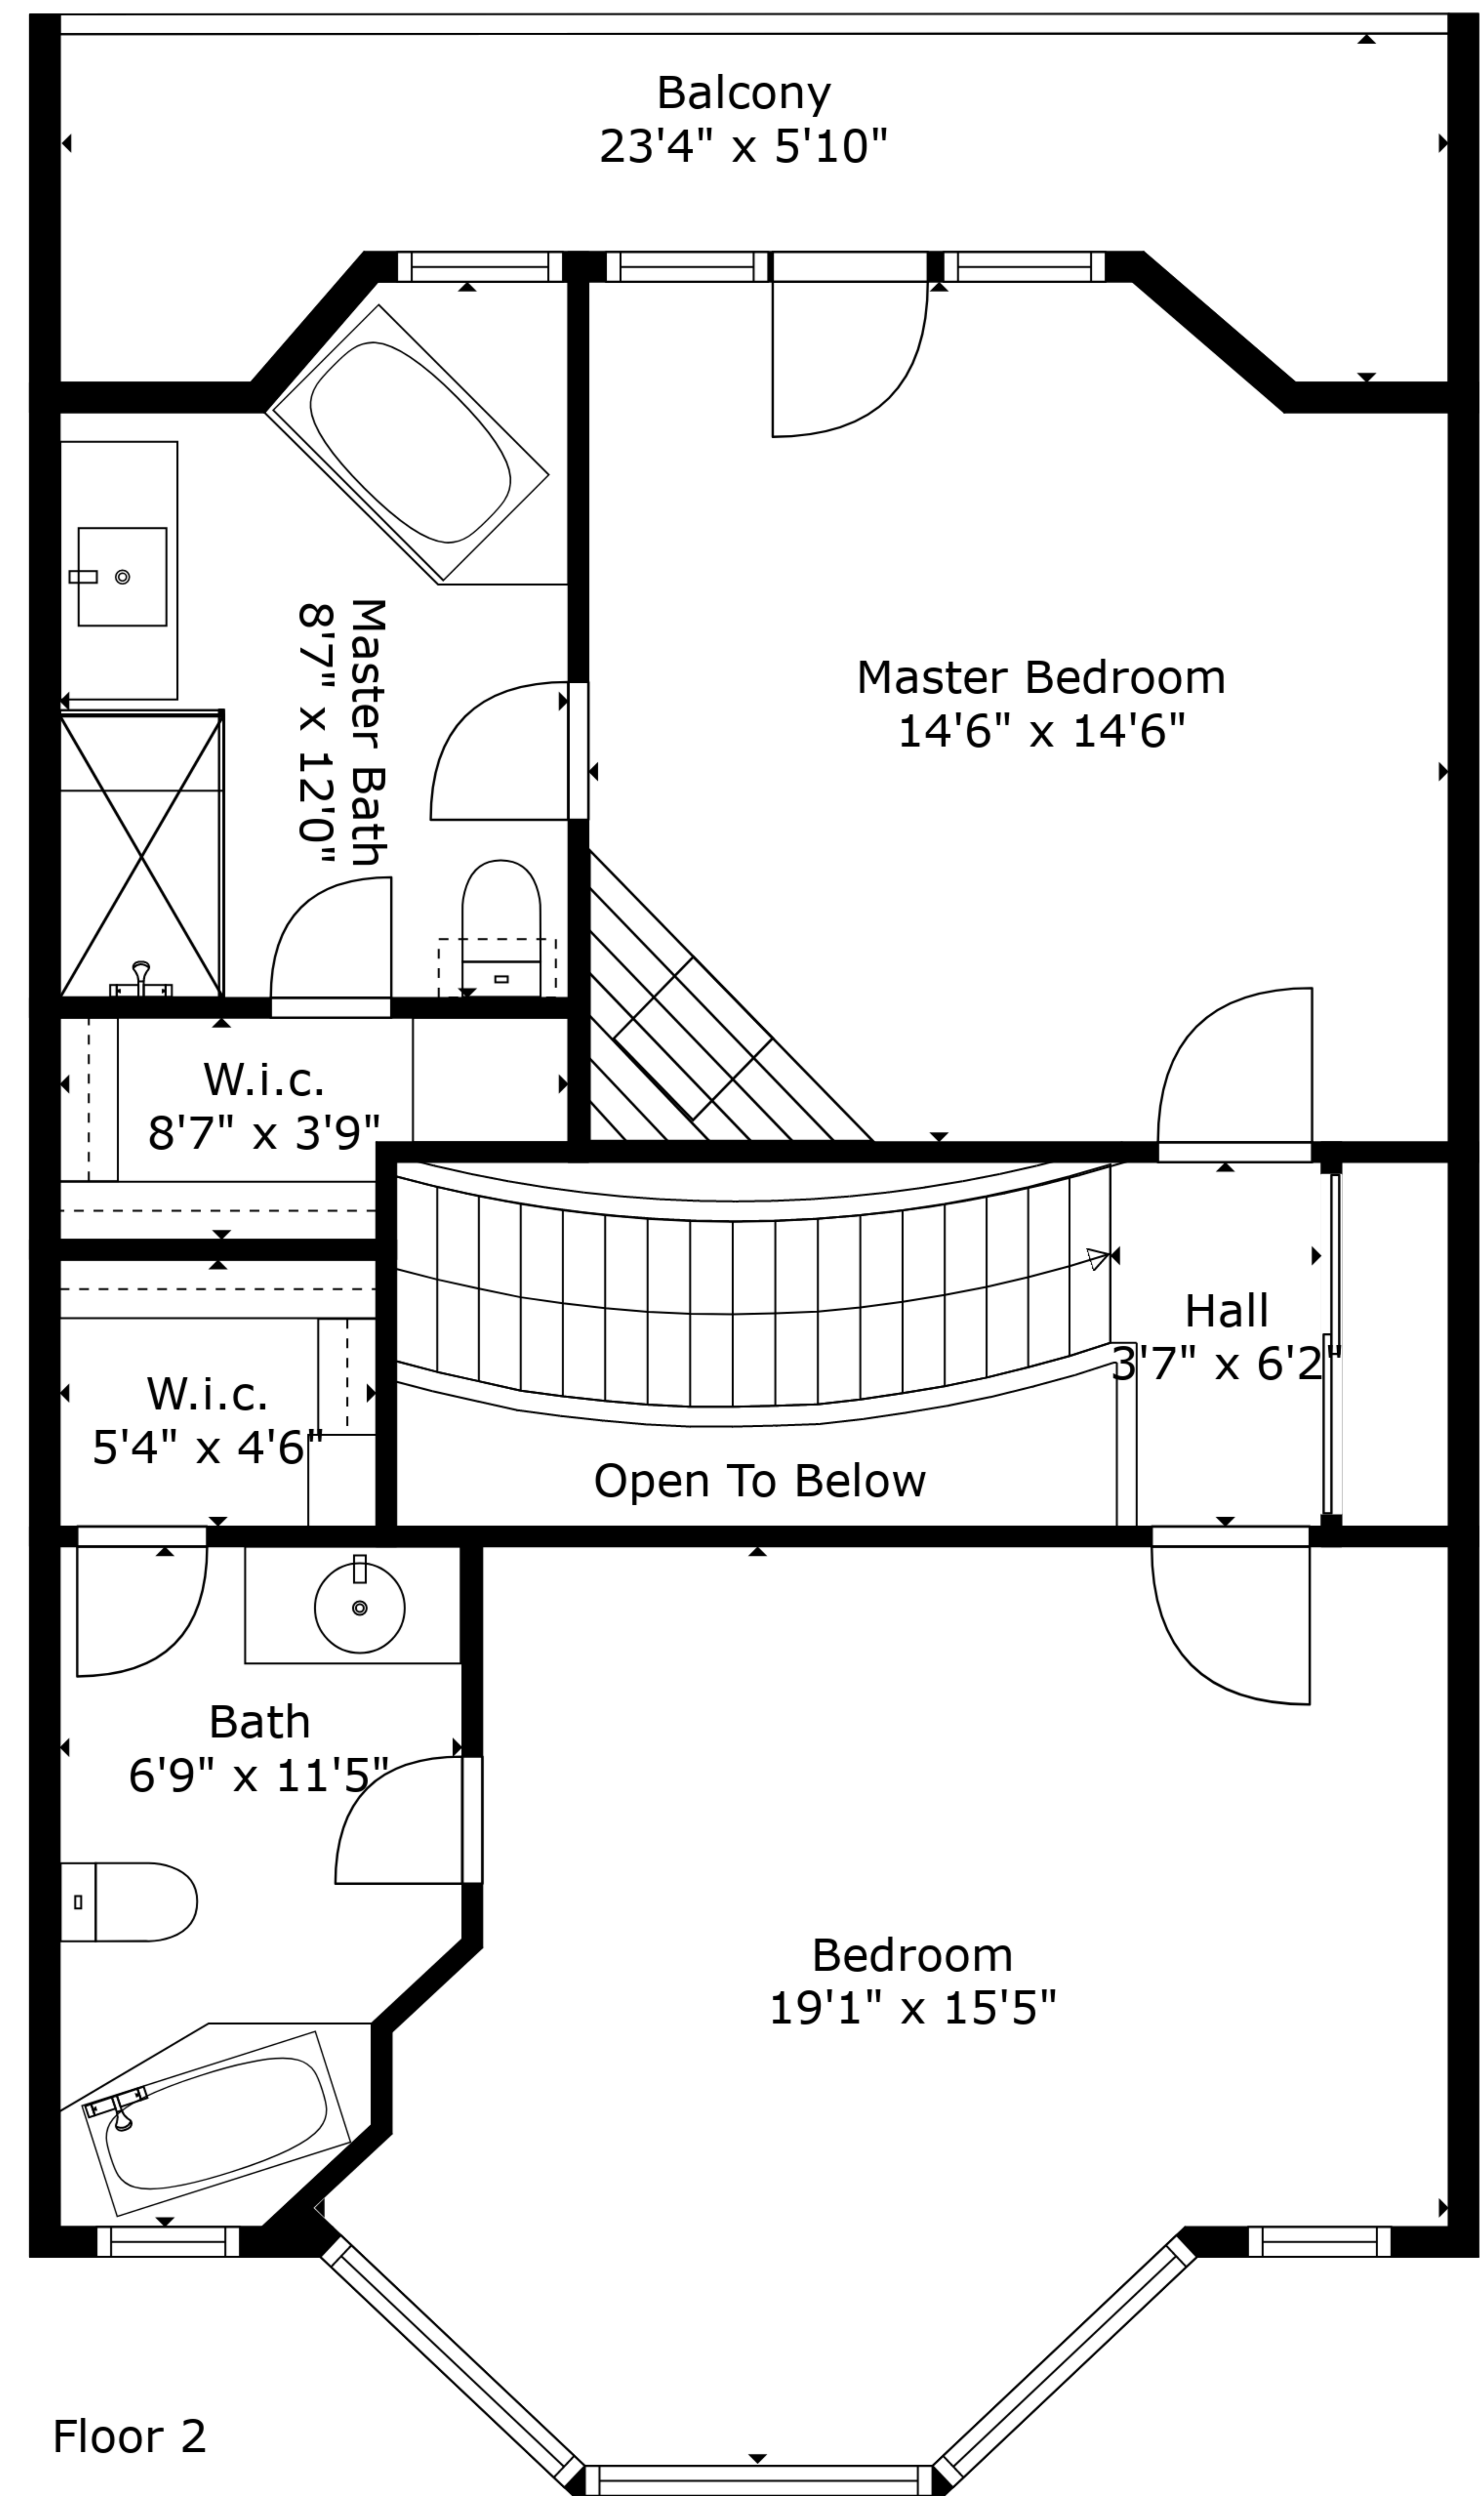 Balcony
23'4" x 5'10"
Master Bath
8'7" x 12'0"
Master Bedroom
14'6" x 14'6"
W.i.c.
8'7" x 3'9"
Hall
3'7" x 6'2"
W.i.c.
5'4" x 4'6"
Open To Below
Bath
6'9" x 11'5"
Bedroom
19'1" x 15'5"
Floor 2